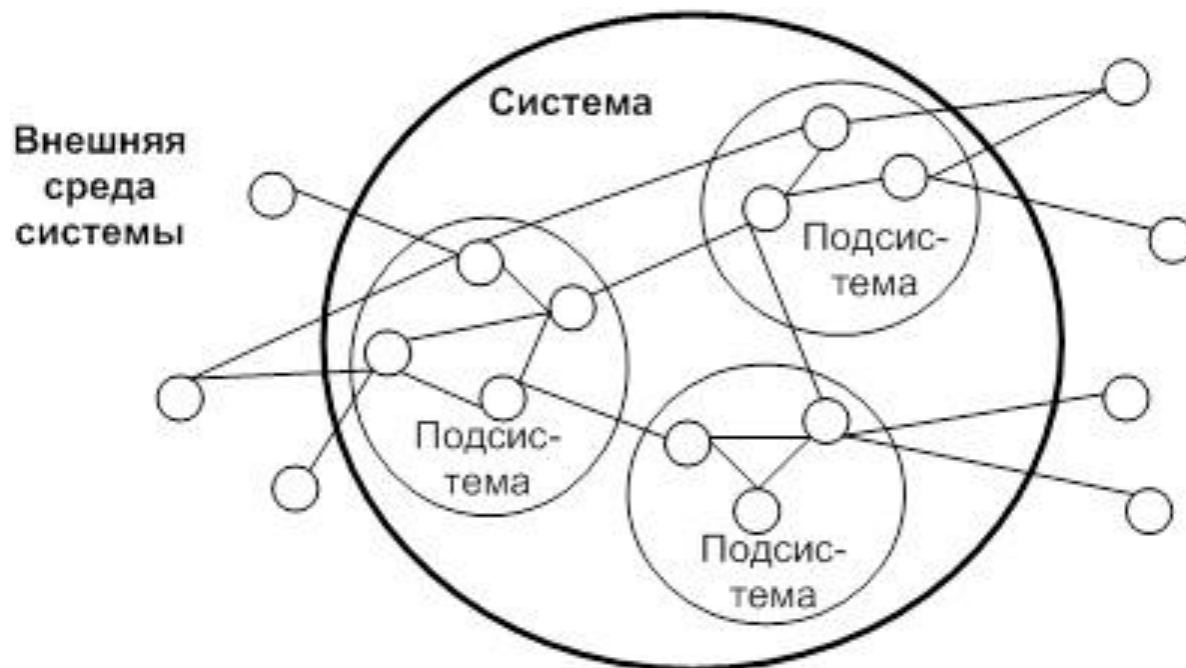 Система
Внешняя
среда
системы
Подсис-
тема
Подсис-
тема
Подсис-
тема